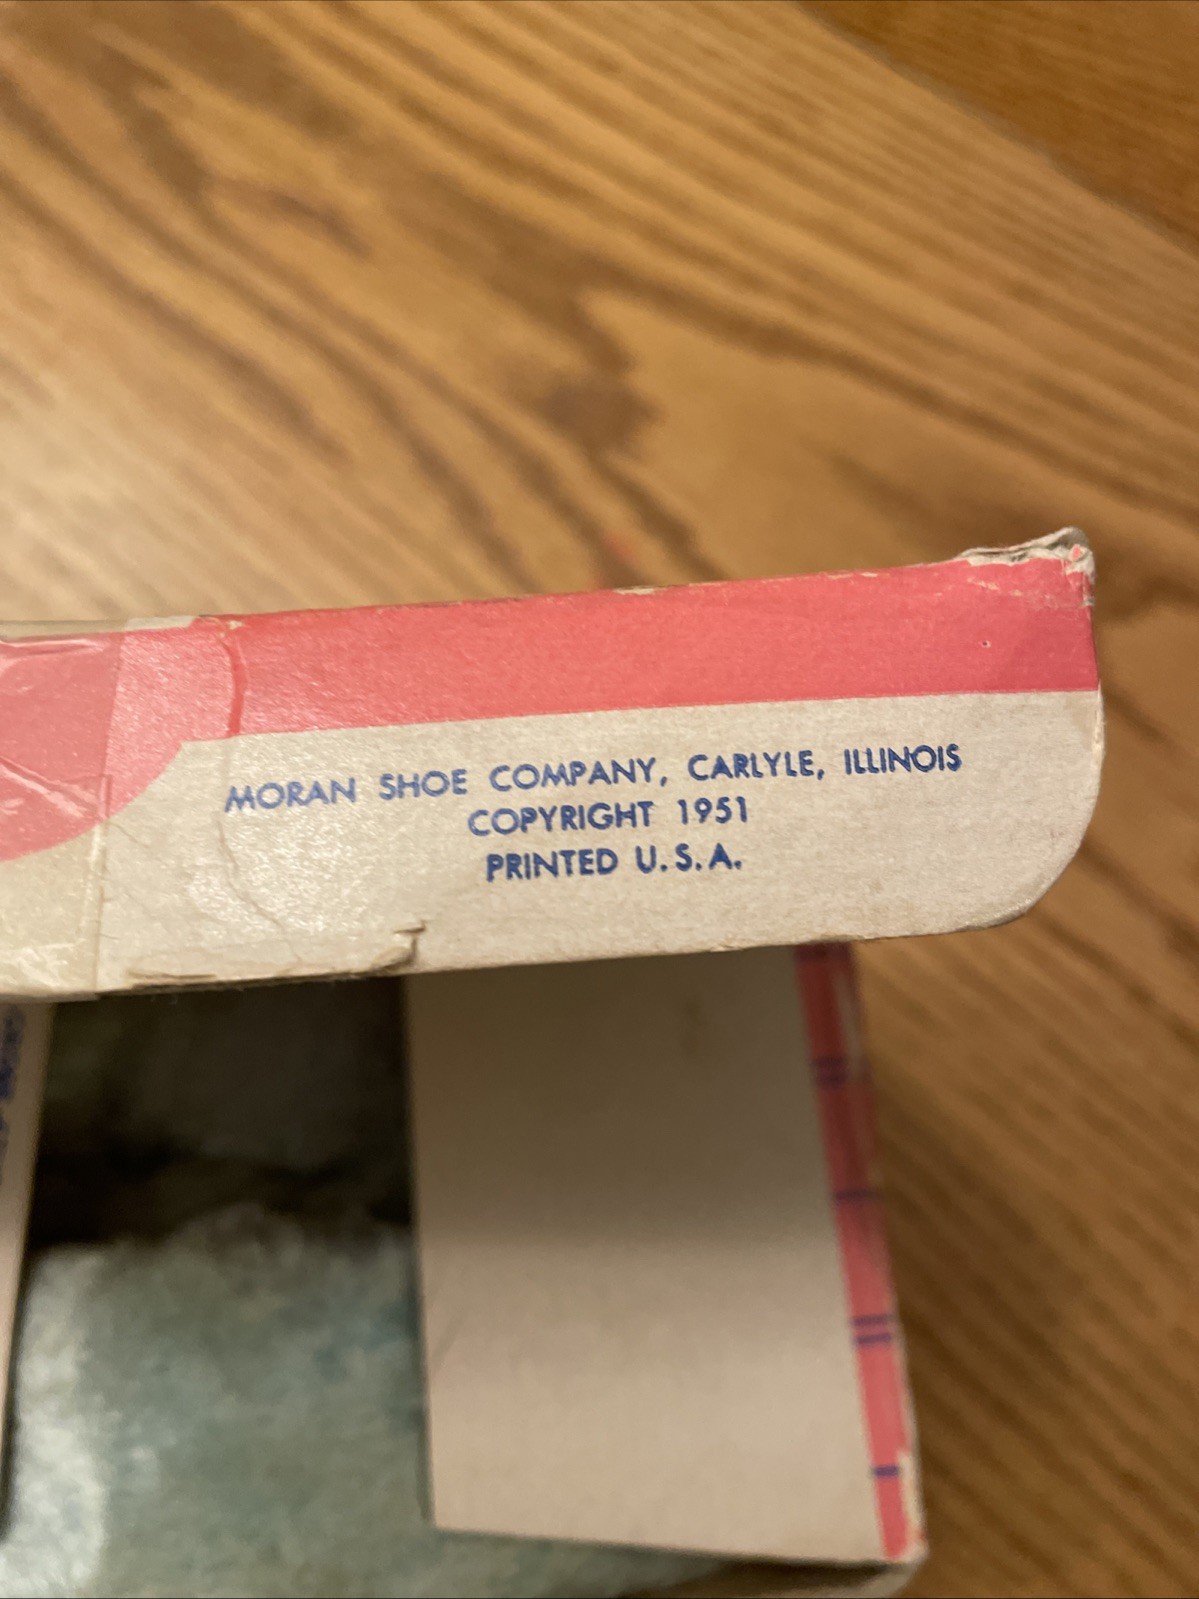 MORAN SHOE COMPANY, CARLYLE, ILLINOIS
COPYRIGHT 1951
PRINTED U.S.A.